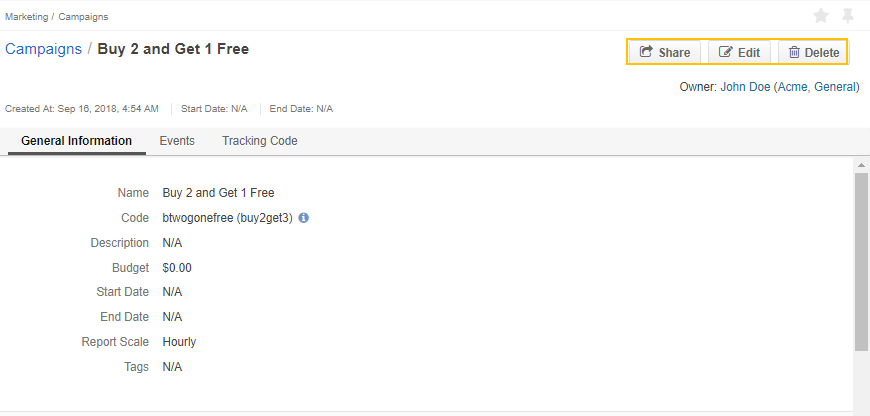 Marketing / Campaigns
Campaigns / Buy 2 and Get 1 Free
Share Edit Delete
Owner: John Doe (Acme, General)
Created At: Sep 16, 2018, 4:54 AM Start Date: N/A End Date: N/A
General Information Events Tracking Code
Name Buy 2 and Get 1 Free
Code btwogonefree (buy2get3)
Description N/A
Budget $0.00
Start Date N/A
End Date N/A
Report Scale Hourly
Tags N/A